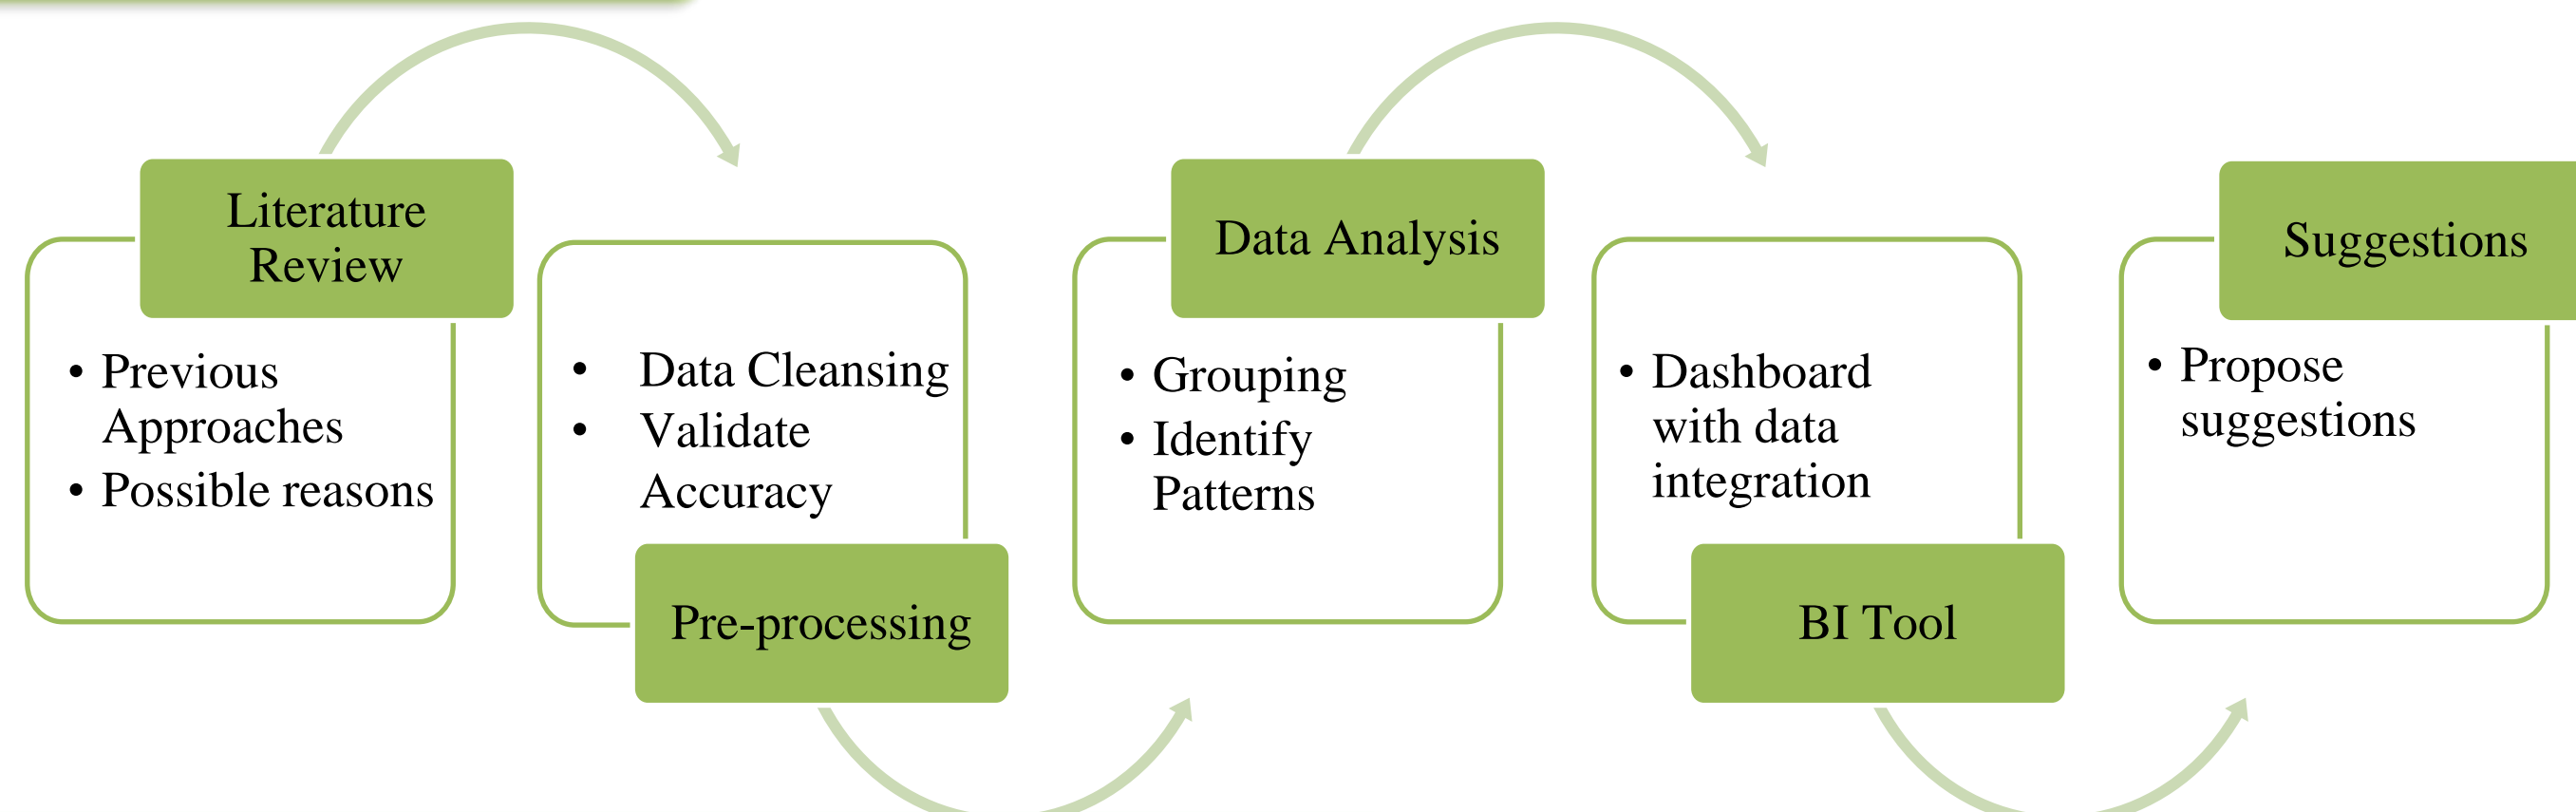 Literature
Review
• Previous
Approaches
• Possible reasons
• Data Cleansing
• Validate
Accuracy
Pre-processing
Data Analysis
• Grouping
• Identify
Patterns
• Dashboard
with data
integration
BI Tool
Suggestions
• Propose
suggestions